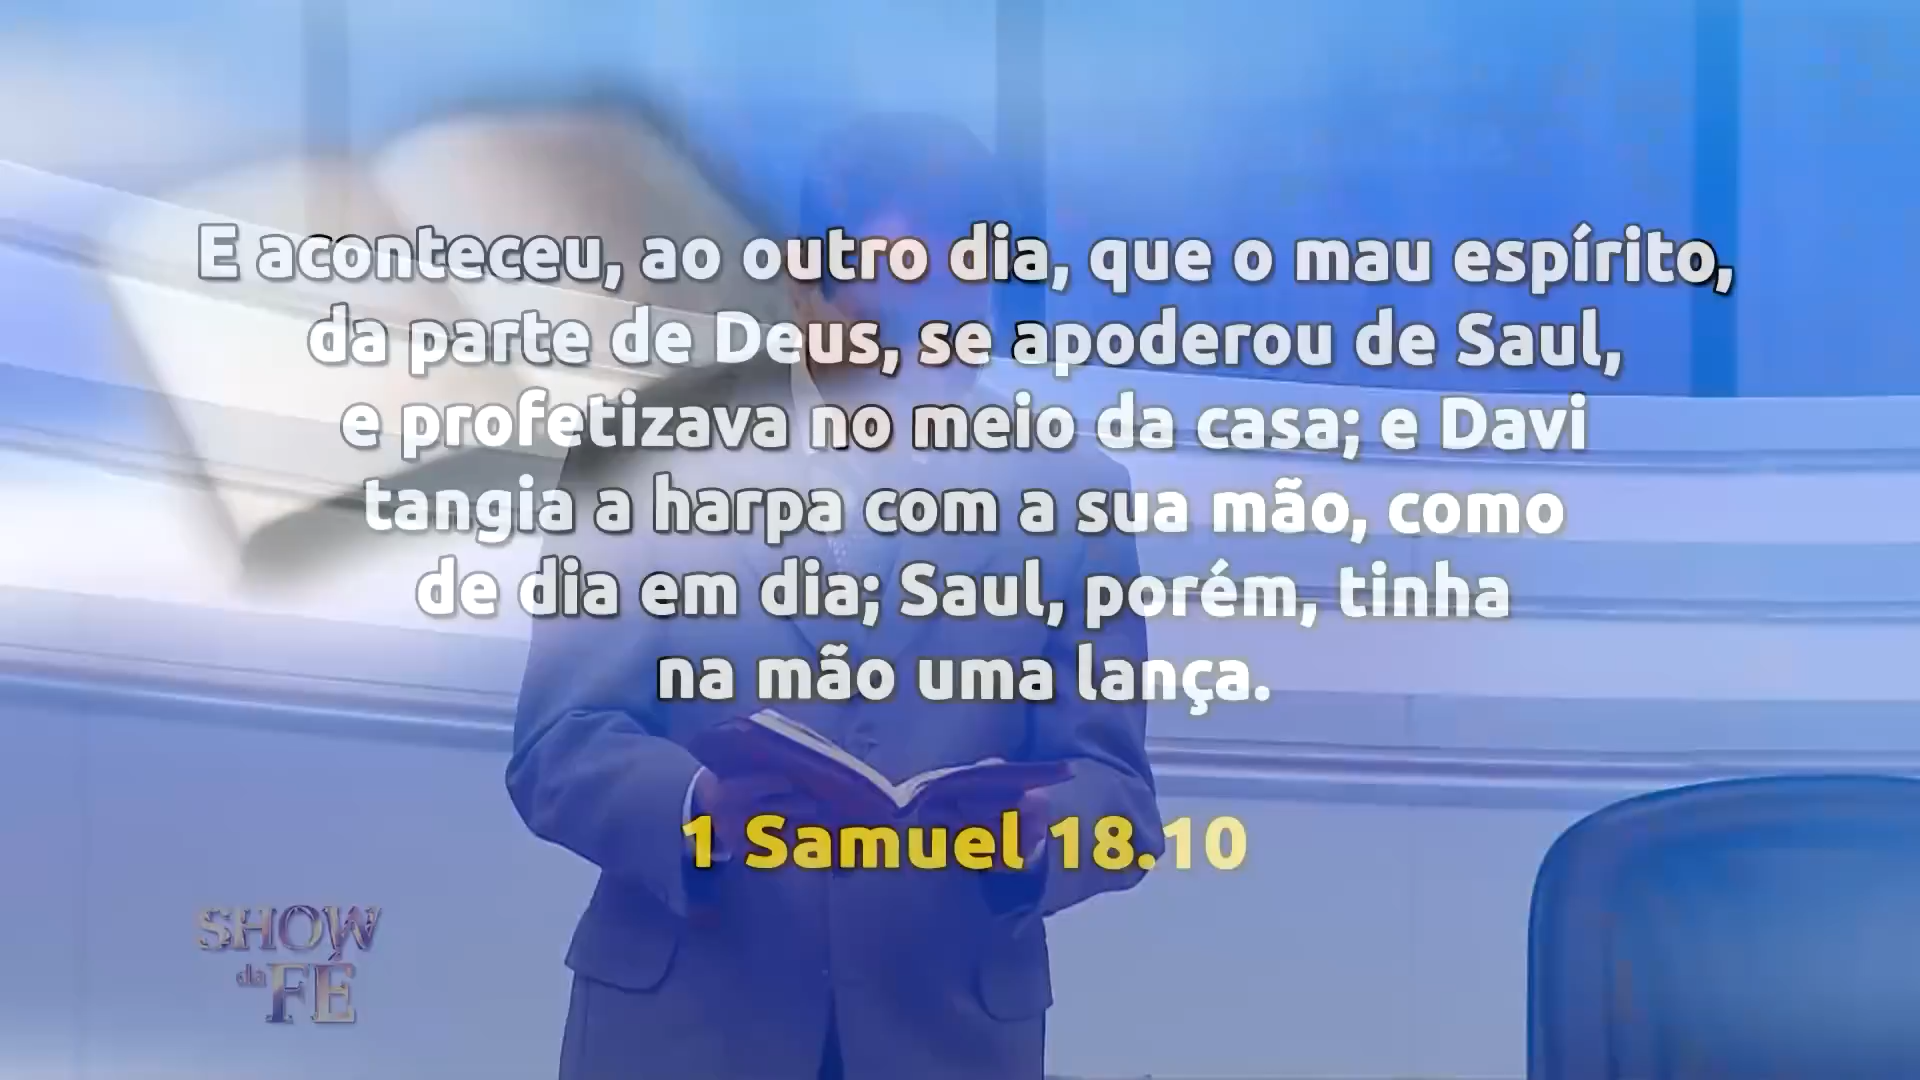 E aconteceu, ao outro dia, que o mau espírito,
da parte de Deus, se apoderou de Saul,
e profetizava no meio da casa; e Davi
tangia a harpa com a sua mão, como
de dia em dia; Saul, porém, tinha
na mão uma lança.
1 Samuel 18.10
SHOW
da FÉ